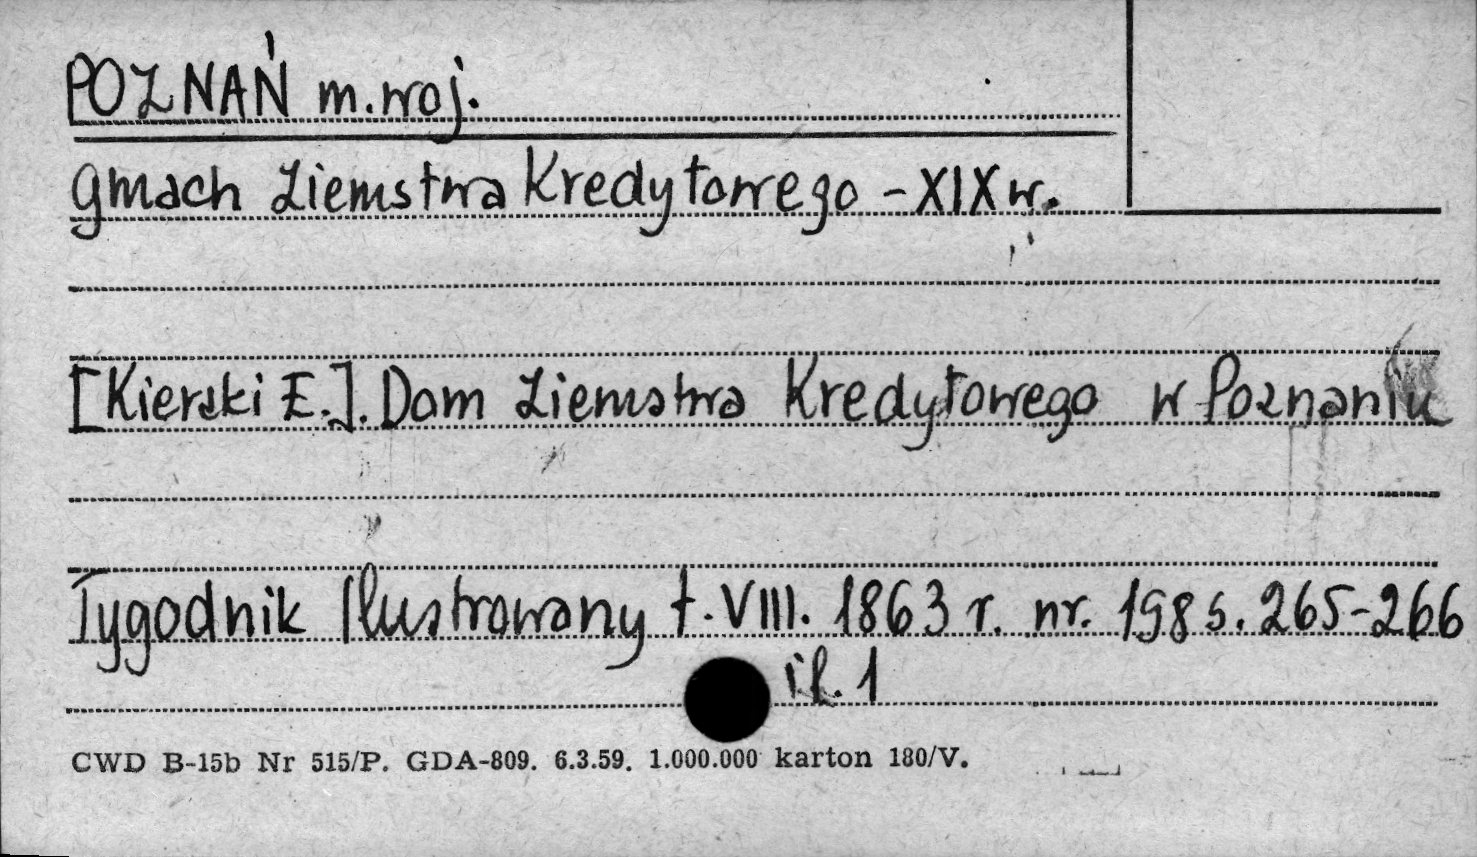 POZNAŃ m. woj.
gmach Ziemstwa Kredytowego - XIX w.
[Kierski E.]. Dom Ziemstwa Kredytowego w Poznaniu
Tygodnik Ilustrowany t. VIII. 1863 r. nr. 198 s. 265-266
il. 1
CWD B-15b Nr 515/P. GDA-809. 6.3.59. 1.000.000 karton 180/V.